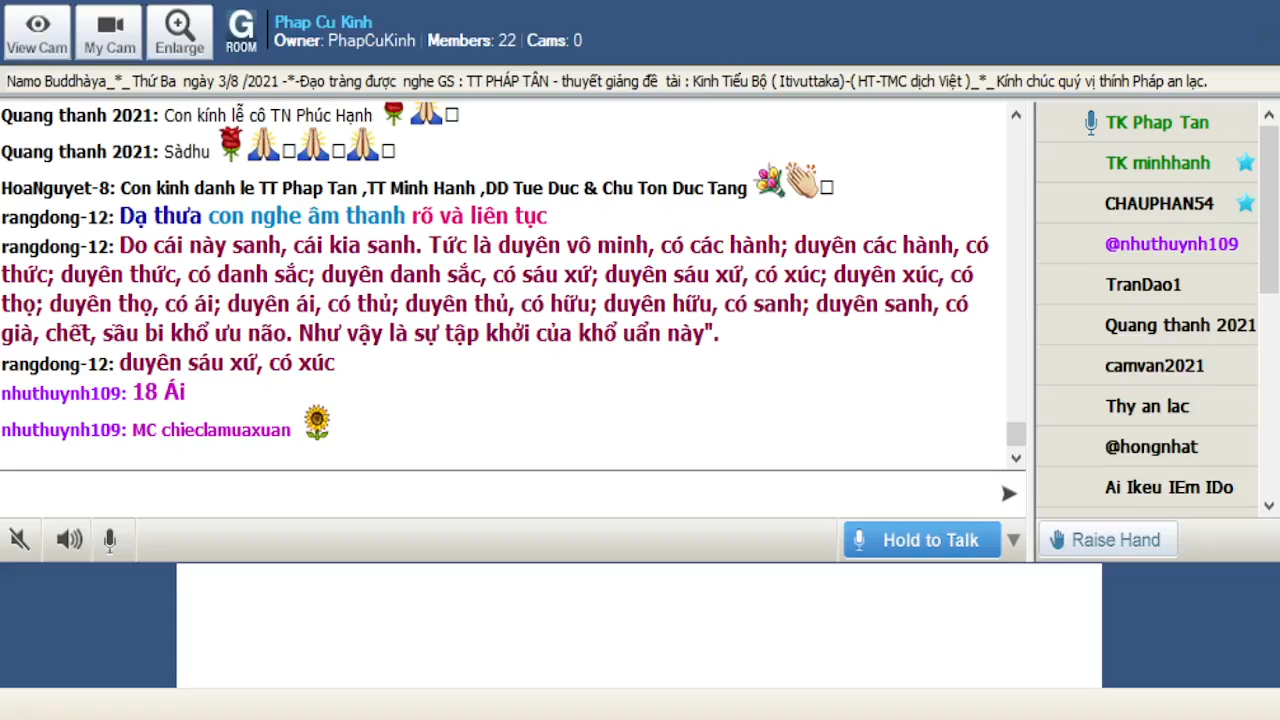 View Cam
My Cam
Enlarge
G
ROOM
Phap Cu Kinh
Owner: PhapCuKinh | Members: 22 | Cams: 0
Namo Buddhàya_*_Thứ Ba ngày 3/8 /2021 -*-Đạo tràng được nghe GS : TT PHÁP TÂN - thuyết giảng đề tài : Kinh Tiểu Bộ ( Itivuttaka)-( HT-TMC dịch Việt )_*_ Kính chúc quý vị thính Pháp an lạc.
Quang thanh 2021: Con kính lễ cô TN Phúc Hạnh
Quang thanh 2021: Sàdhu
HoaNguyet-8: Con kinh danh le TT Phap Tan ,TT Minh Hanh ,DD Tue Duc & Chu Ton Duc Tang
rangdong-12: Dạ thưa con nghe âm thanh rõ và liên tục
rangdong-12: Do cái này sanh, cái kia sanh. Tức là duyên vô minh, có các hành; duyên các hành, có
thức; duyên thức, có danh sắc; duyên danh sắc, có sáu xứ; duyên sáu xứ, có xúc; duyên xúc, có
thọ; duyên thọ, có ái; duyên ái, có thủ; duyên thủ, có hữu; duyên hữu, có sanh; duyên sanh, có
già, chết, sầu bi khổ ưu não. Như vậy là sự tập khởi của khổ uẩn này".
rangdong-12: duyên sáu xứ, có xúc
nhuthuynh109: 18 Ái
nhuthuynh109: MC chieclamuaxuan
TK Phap Tan
TK minhhanh
CHAUPHAN54
@nhuthuynh109
TranDao1
Quang thanh 2021
camvan2021
Thy an lac
@hongnhat
Ai Ikeu IEm IDo
Hold to Talk
Raise Hand